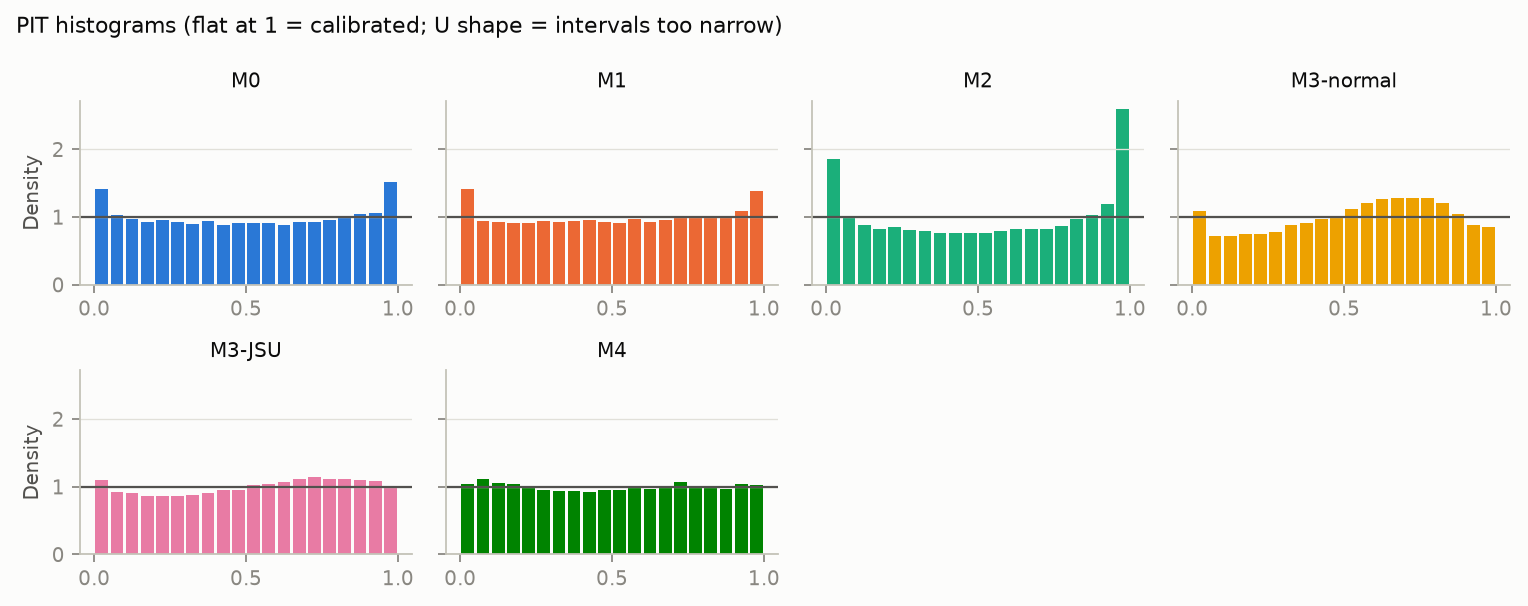 PIT histograms (flat at 1 = calibrated; U shape = intervals too narrow)
M0
M1
M2
M3-normal
Density
2
1
0
0.0 0.5 1.0
0.0 0.5 1.0
0.0 0.5 1.0
0.0 0.5 1.0
M3-JSU
M4
Density
2
1
0
0.0 0.5 1.0
0.0 0.5 1.0